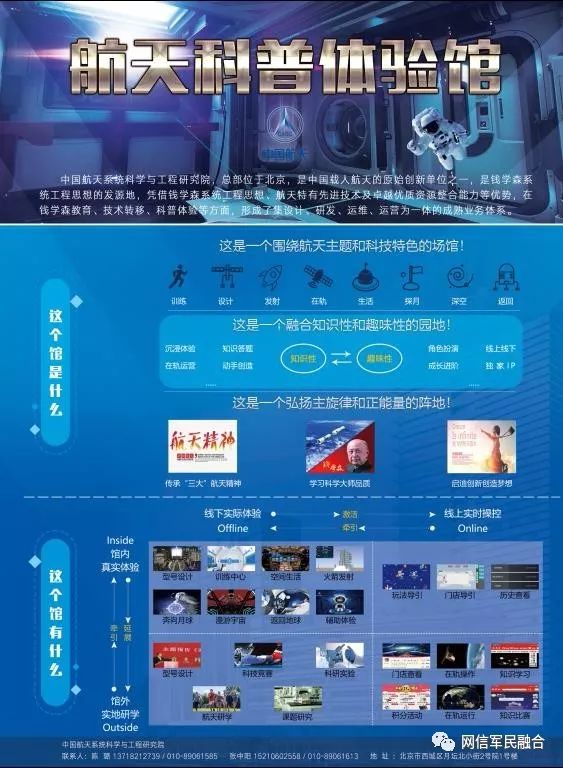 航天科普体验馆
中国航天
中国航天系统科学与工程研究院，总部位于北京，是中国载人航天的原始创新单位之一，是钱学森系
统工程思想的发源地，凭借钱学森系统工程思想、航天特有先进技术及卓越优质资源整合能力等优势，在
钱学森教育、技术转移、科普体验等方面，形成了集设计、研发、运维、运营为一体的成熟业务体系。
这是一个围绕航天主题和科技特色的场馆！
训练 设计 发射 在轨 生活 探月 深空 返回
这个馆是什么
这是一个融合知识性和趣味性的园地！
沉浸体验 知识答题 角色扮演 线上线下
知识性 趣味性
在轨运营 动手创造 成长进阶 独家IP
...... ......
这是一个弘扬主旋律和正能量的阵地！
航天精神
传承“三大”航天精神 学习科学大师品质 启迪创新创造梦想
线下实际体验 激活 线上实时操控
Offline 牵引 Online
这个馆有什么
Inside
馆内
真实体验
牵引 延展
馆外
实地研学
Outside
型号设计 训练中心 空间生活 火箭发射
玩法导引 门店导引 历史查看
奔向月球 漫游宇宙 返回地球 辅助体验
型号设计 科技竞赛 科研实验
门店查看 在轨操作 知识学习
航天研学 课题研究
积分活动 在轨运行 知识比赛
中国航天系统科学与工程研究院
联系人：陈 璐 13718212739 / 010-89061585 张中阳 15210602558 / 010-89061613 地 址：北京市西城区月坛北小街2号院1号楼
网信军民融合